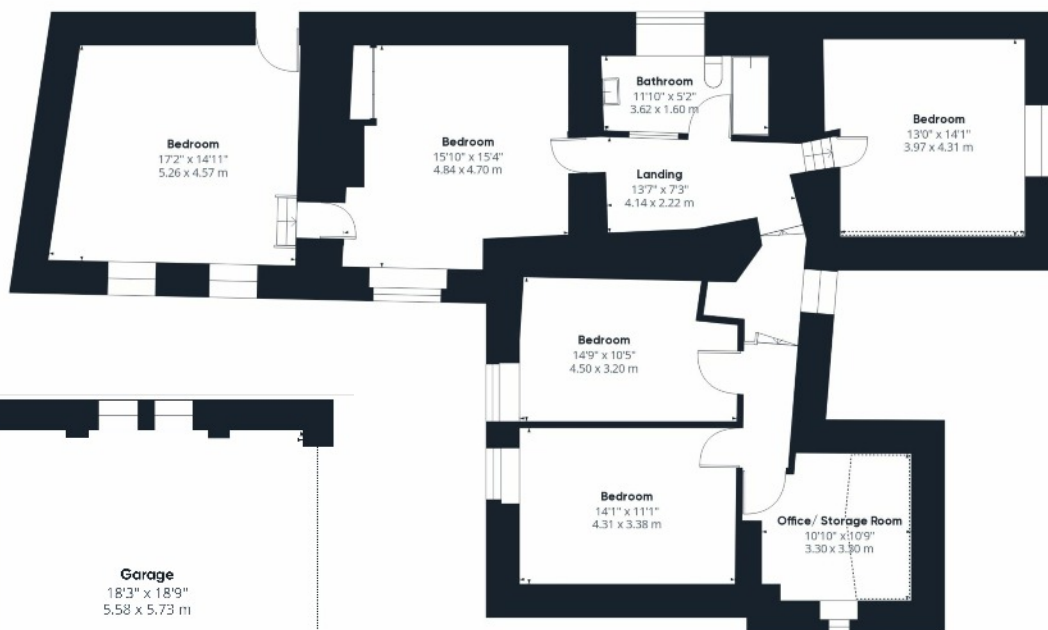 Bedroom
17'2" x 14'11"
5.26 x 4.57 m
Bedroom
15'10" x 15'4"
4.84 x 4.70 m
Bathroom
11'10" x 5'2"
3.62 x 1.60 m
Landing
13'7" x 7'3"
4.14 x 2.22 m
Bedroom
13'0" x 14'1"
3.97 x 4.31 m
Bedroom
14'9" x 10'5"
4.50 x 3.20 m
Bedroom
14'1" x 11'1"
4.31 x 3.38 m
Office/ Storage Room
10'10" x 10'9"
3.30 x 3.30 m
Garage
18'3" x 18'9"
5.58 x 5.73 m